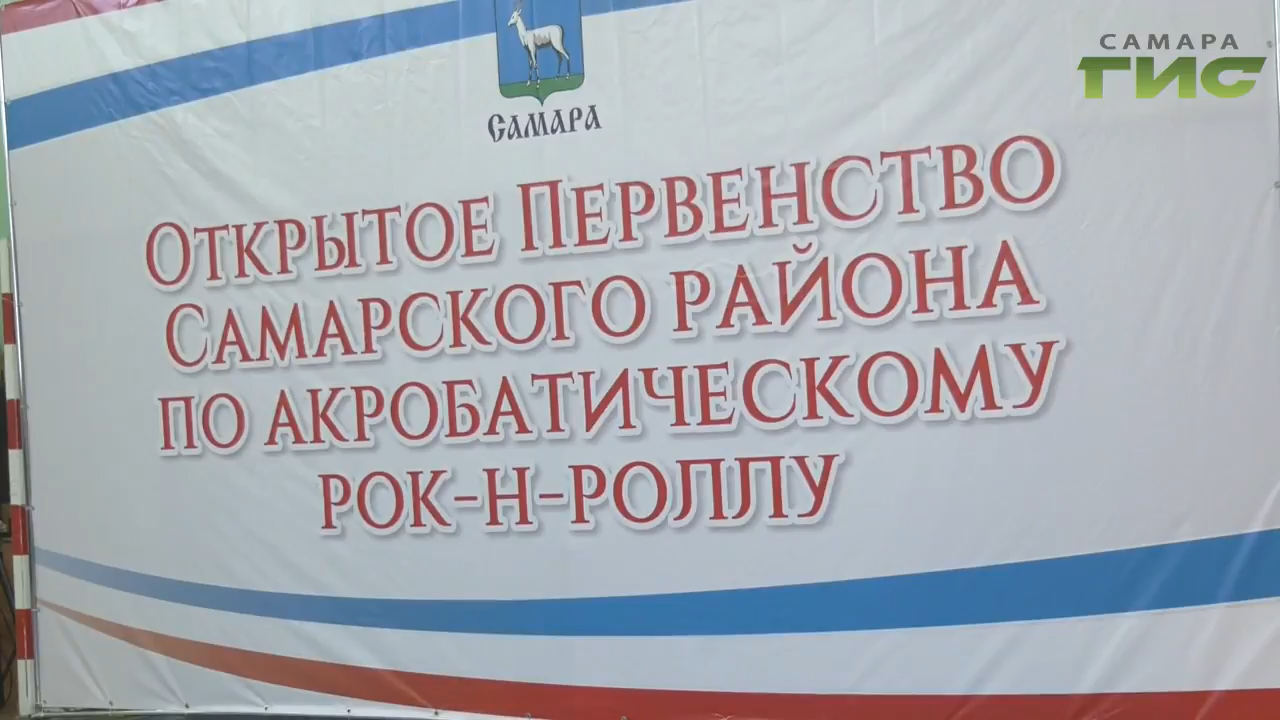 САМАРА
ГИС
САМАРА
Открытое Первенство
Самарского района
по акробатическому
рок-н-роллу